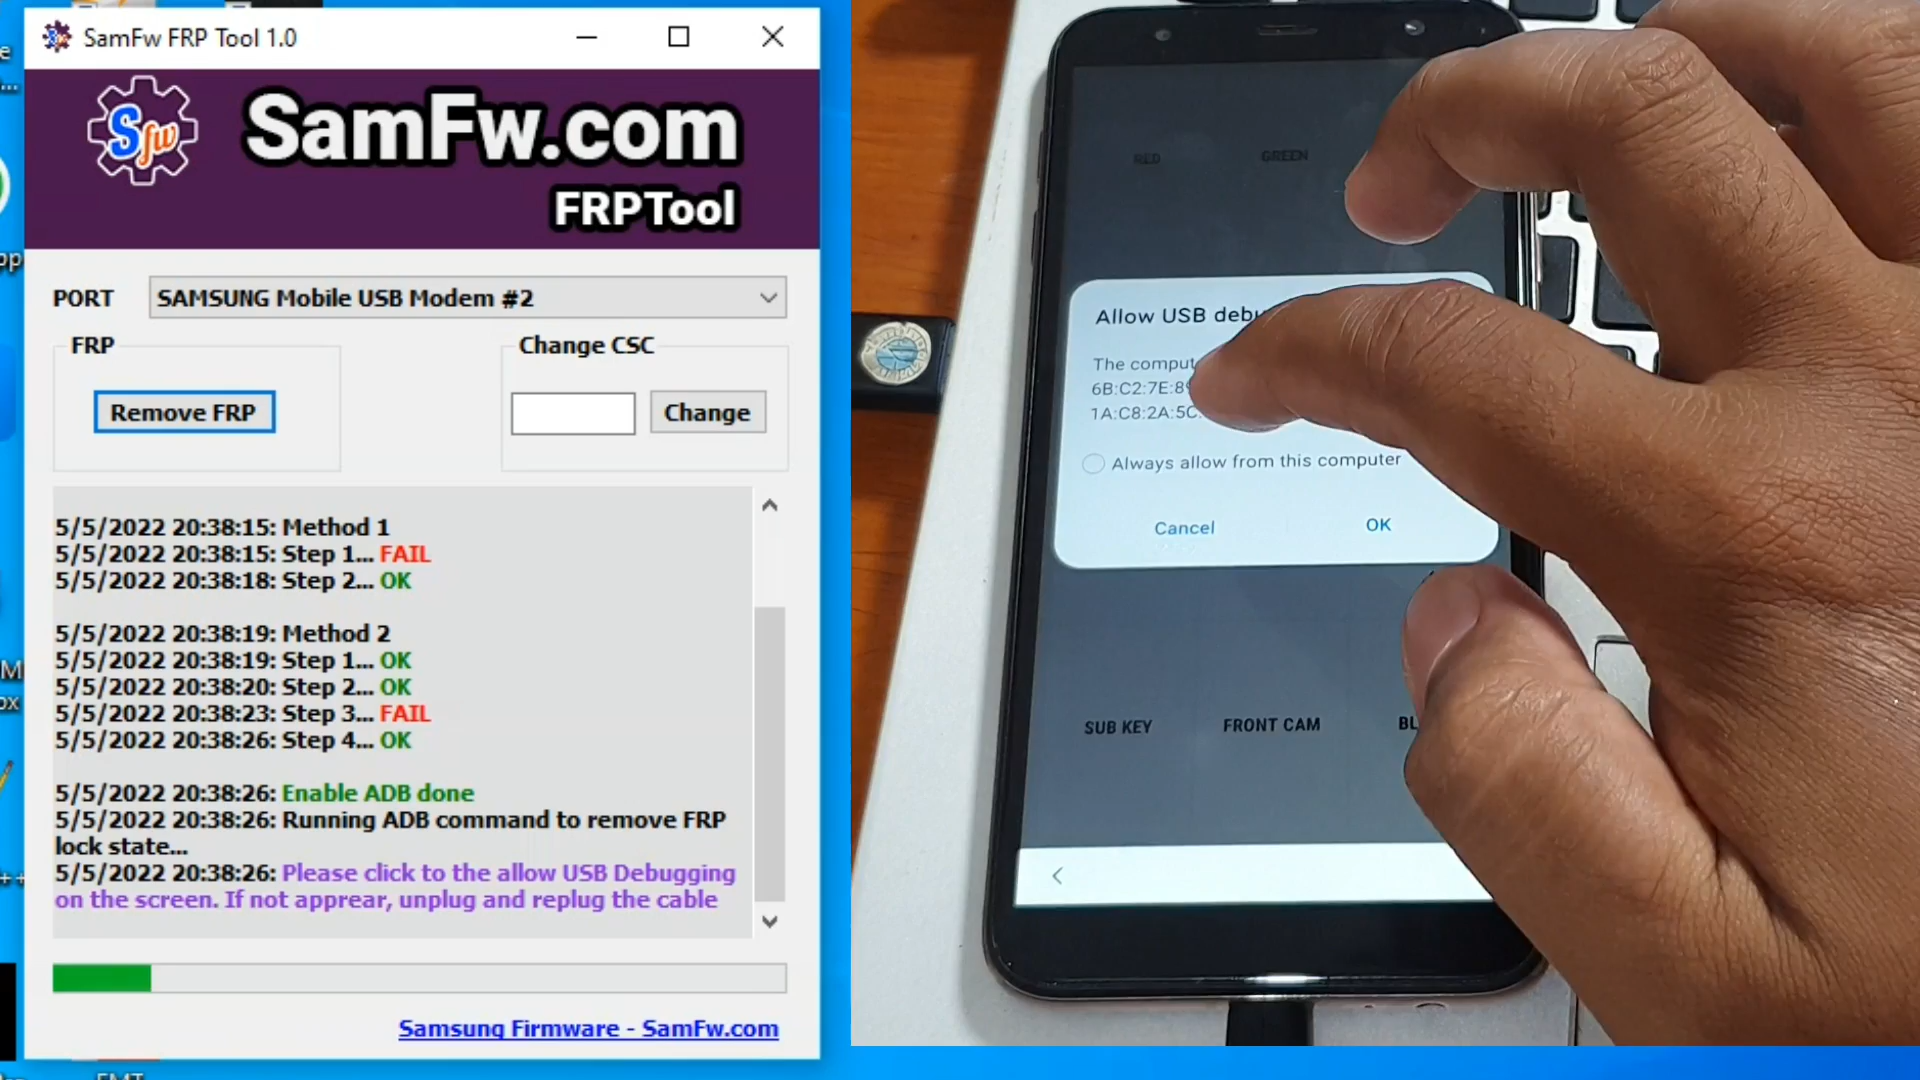 SamFw FRP Tool 1.0
Sfw
SamFw.com
FRPTool
PORT
SAMSUNG Mobile USB Modem #2
FRP
Remove FRP
Change CSC
Change
5/5/2022 20:38:15: Method 1
5/5/2022 20:38:15: Step 1... FAIL
5/5/2022 20:38:18: Step 2... OK
5/5/2022 20:38:19: Method 2
5/5/2022 20:38:19: Step 1... OK
5/5/2022 20:38:20: Step 2... OK
5/5/2022 20:38:23: Step 3... FAIL
5/5/2022 20:38:26: Step 4... OK
5/5/2022 20:38:26: Enable ADB done
5/5/2022 20:38:26: Running ADB command to remove FRP
lock state...
5/5/2022 20:38:26: Please click to the allow USB Debugging
on the screen. If not apprear, unplug and replug the cable
Samsung Firmware - SamFw.com
RED GREEN
Allow USB debu
The comput
6B:C2:7E:89
1A:C8:2A:5C:
Always allow from this computer
Cancel OK
SUB KEY FRONT CAM BL